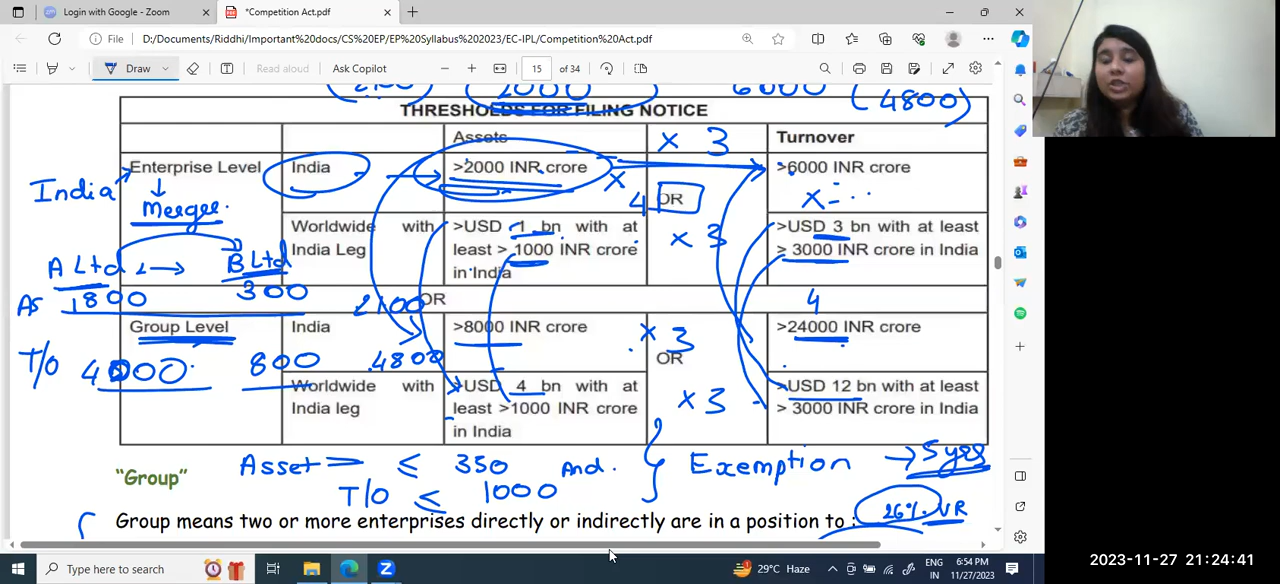 Login with Google - Zoom
*Competition Act.pdf
File
D:/Documents/Riddhi/Important%20docs/CS%20EP/EP%20Syllabus%202023/EC-IPL/Competition%20Act.pdf
Draw
Read aloud
Ask Copilot
15
of 34
2000
6000
(4800)
THRESHOLDS FOR FILING NOTICE
Assets
x 3
Turnover
Enterprise Level
India
>2000 INR crore
>6000 INR crore
India
x 4
OR
x
Merger
Worldwide with India Leg
>USD 1 bn with at least > 1000 INR crore in India
x 3
>USD 3 bn with at least > 3000 INR crore in India
A Ltd
B Ltd
As 1800
300
2100
OR
4
Group Level
India
>8000 INR crore
x 3
OR
>24000 INR crore
T/O 4000
800
4800
Worldwide with India leg
>USD 4 bn with at least >1000 INR crore in India
x 3
>USD 12 bn with at least > 3000 INR crore in India
Asset = ≤ 350 And.
Exemption → 5 yrs
"Group"
T/O ≤ 1000
26% VR
Group means two or more enterprises directly or indirectly are in a position to :
2023-11-27 21:24:41
Type here to search
29°C Haze
ENG
IN
6:54 PM
11/27/2023